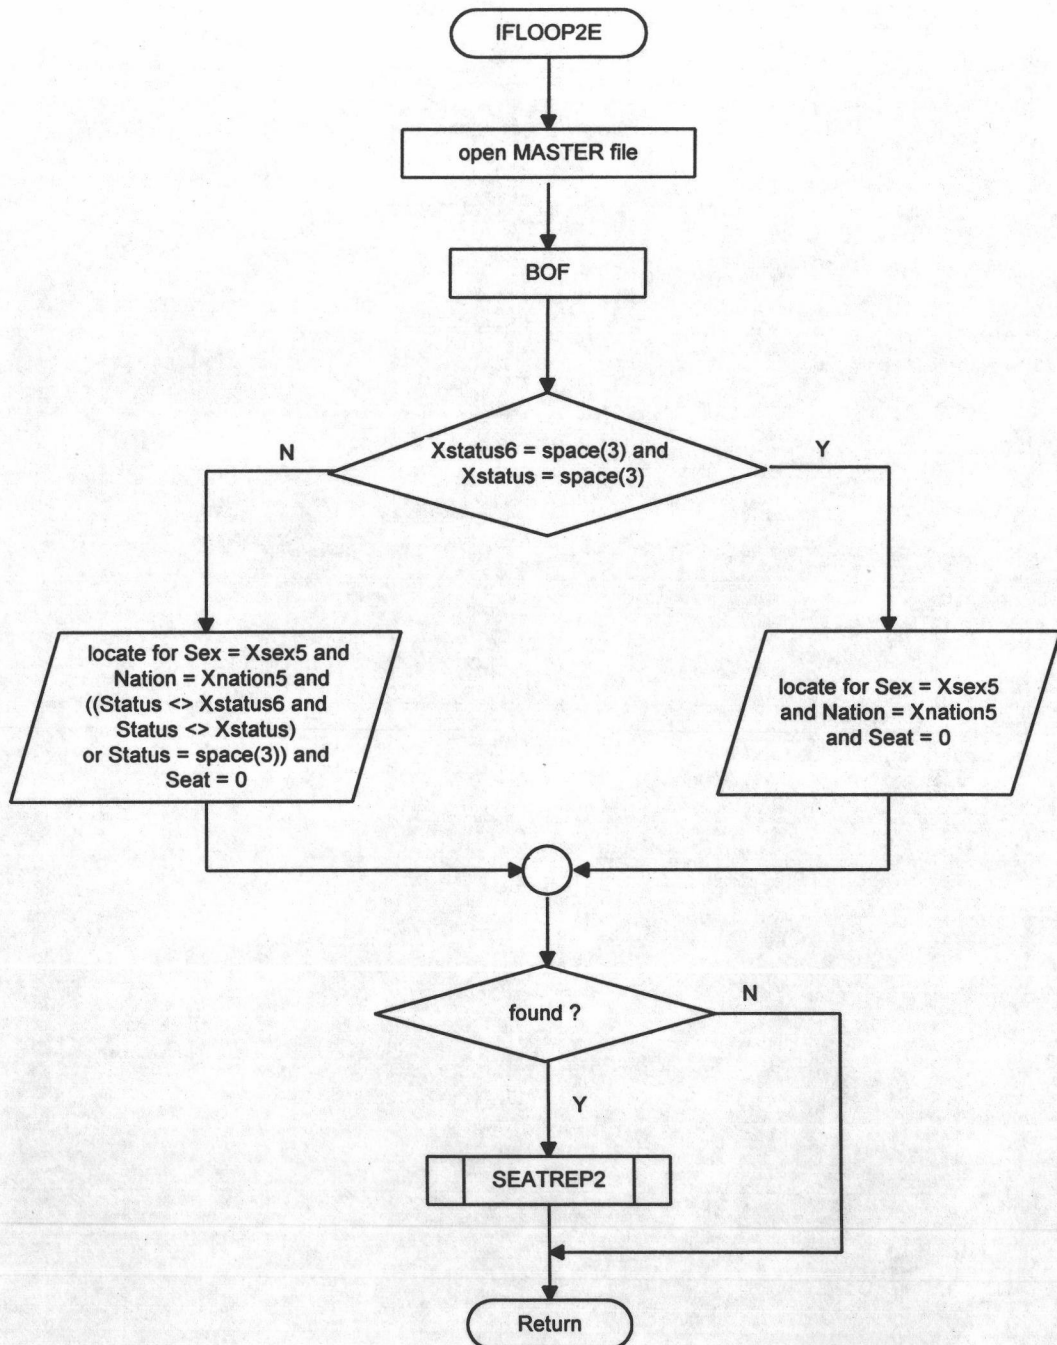 IFLOOP2E
open MASTER file
BOF
N
Xstatus6 = space(3) and
Xstatus = space(3)
Y
locate for Sex = Xsex5 and
Nation = Xnation5 and
((Status <> Xstatus6 and
Status <> Xstatus)
or Status = space(3)) and
Seat = 0
locate for Sex = Xsex5
and Nation = Xnation5
and Seat = 0
found ?
N
Y
SEATREP2
Return